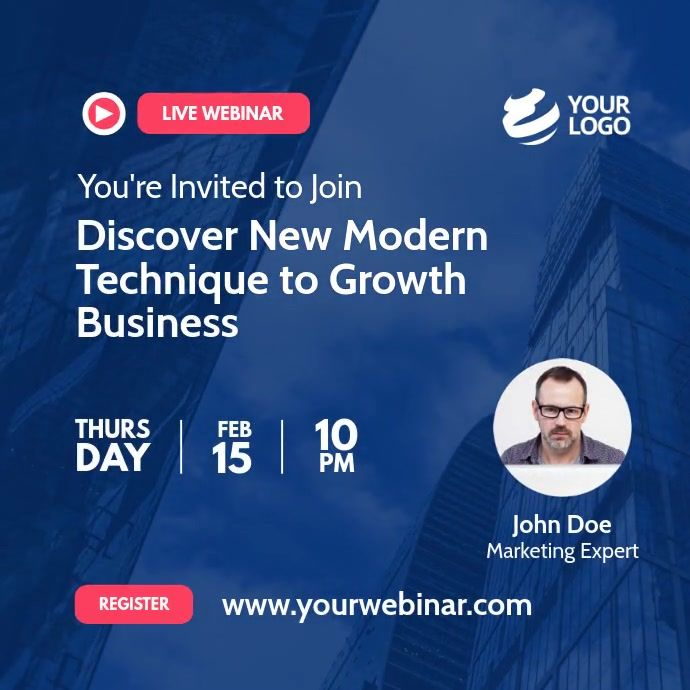 LIVE WEBINAR
YOUR
LOGO
You're Invited to Join
Discover New Modern
Technique to Growth
Business
THURS
DAY
FEB
15
10
PM
John Doe
Marketing Expert
REGISTER
www.yourwebinar.com